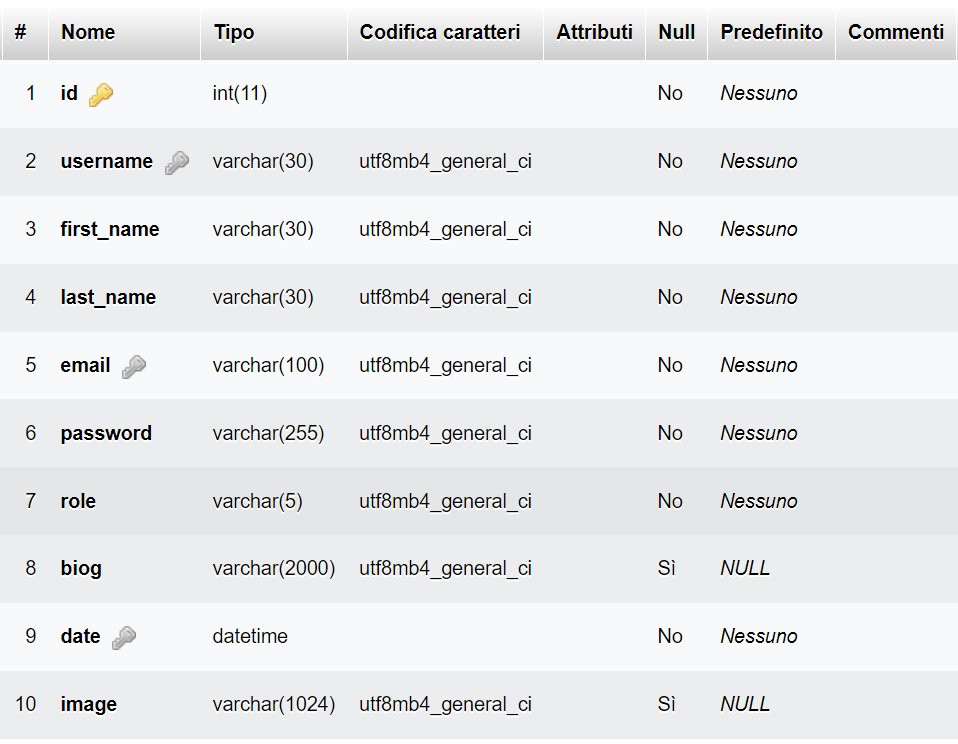 # Nome Tipo Codifica caratteri Attributi Null Predefinito Commenti
1 id int(11) No Nessuno
2 username varchar(30) utf8mb4_general_ci No Nessuno
3 first_name varchar(30) utf8mb4_general_ci No Nessuno
4 last_name varchar(30) utf8mb4_general_ci No Nessuno
5 email varchar(100) utf8mb4_general_ci No Nessuno
6 password varchar(255) utf8mb4_general_ci No Nessuno
7 role varchar(5) utf8mb4_general_ci No Nessuno
8 biog varchar(2000) utf8mb4_general_ci Sì NULL
9 date datetime No Nessuno
10 image varchar(1024) utf8mb4_general_ci Sì NULL